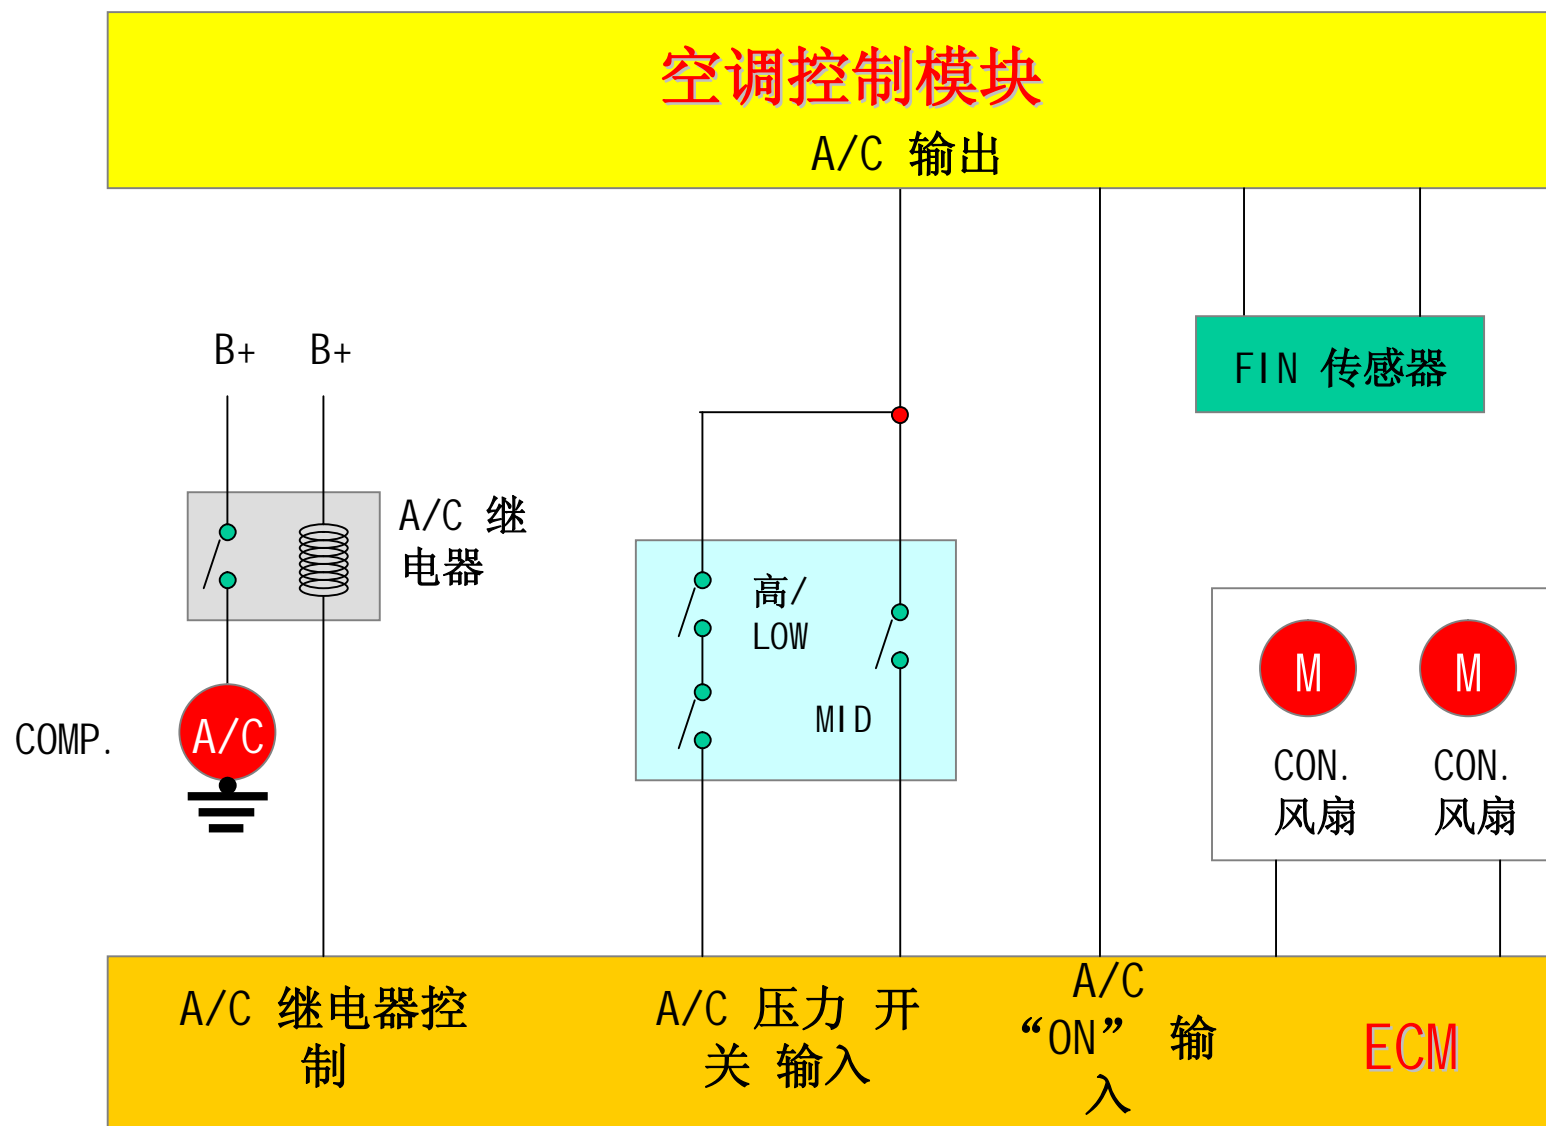 空调控制模块
A/C 输出
B+
B+
FIN 传感器
A/C 继
电器
高/
LOW
MID
COMP.
A/C
M
M
CON.
风扇
CON.
风扇
A/C 继电器控
制
A/C 压力 开
关 输入
A/C
“ON” 输
入
ECM